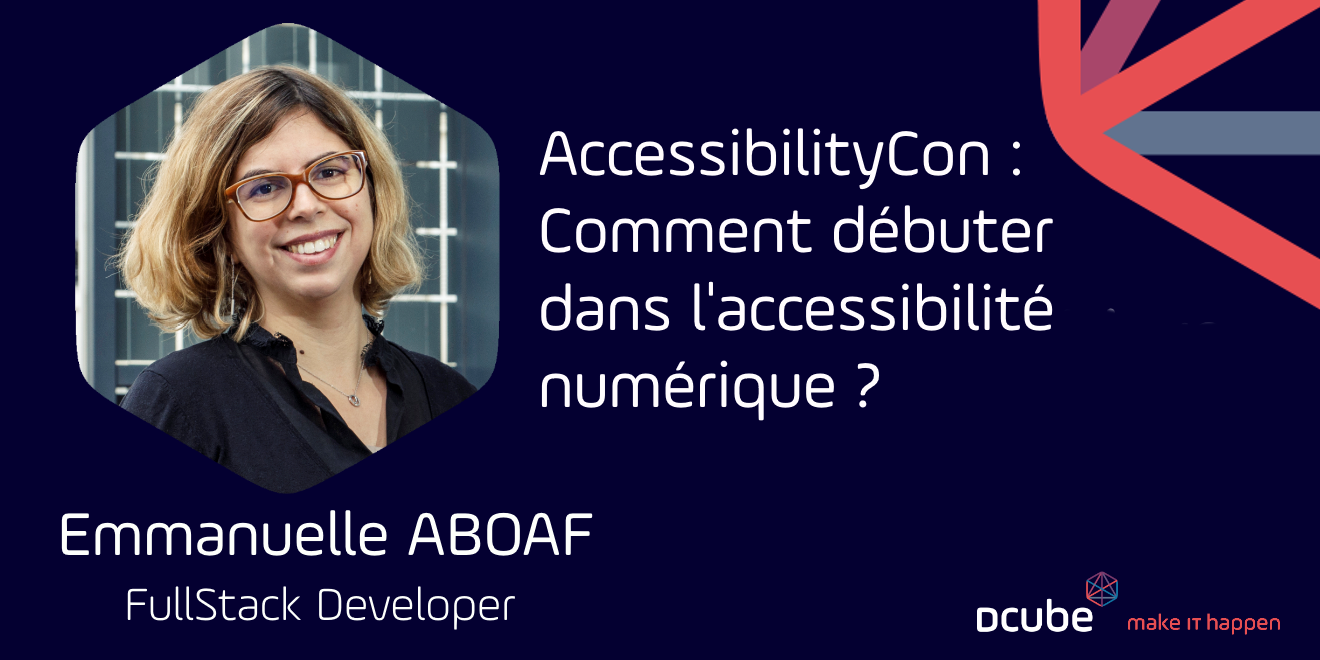 AccessibilityCon :
Comment débuter
dans l'accessibilité
numérique ?
Emmanuelle ABOAF
FullStack Developer
Dcube
make IT happen